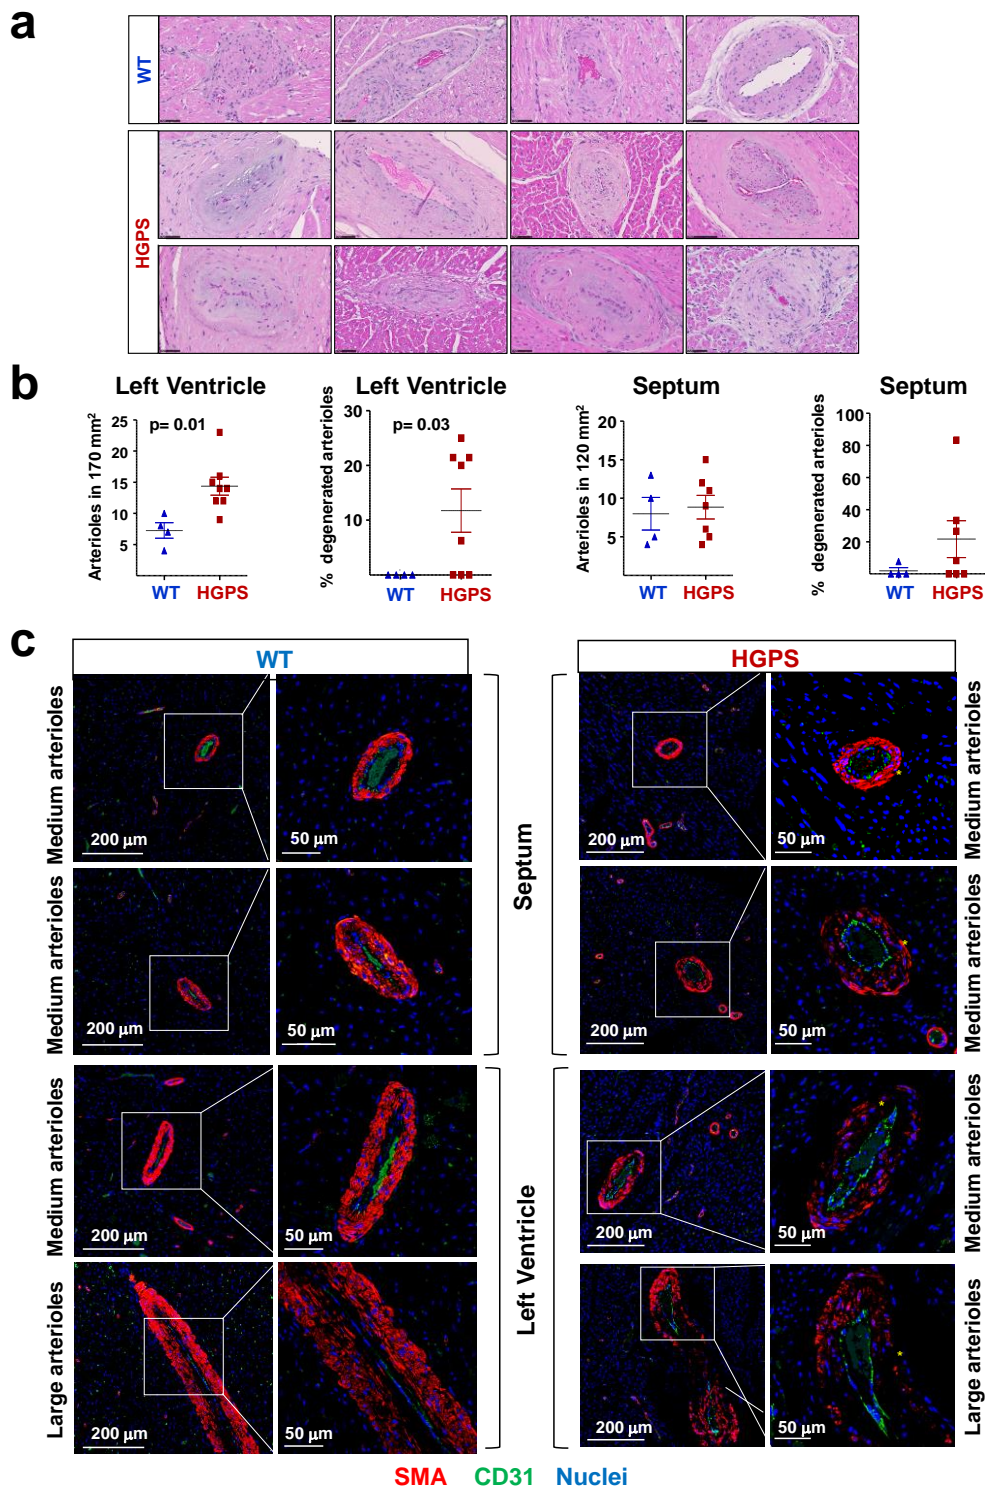 a
WT
HGPS
b
Left Ventricle
Arterioles in 170 mm²
25
20
15
10
5
p= 0.01
WT HGPS
Left Ventricle
% degenerated arterioles
30
20
10
p= 0.03
WT HGPS
Septum
Arterioles in 120 mm²
20
15
10
5
WT HGPS
Septum
% degenerated arterioles
100
80
60
40
20
WT HGPS
c
WT
HGPS
Medium arterioles
200 µm
50 µm
Septum
200 µm
50 µm
*
Medium arterioles
Medium arterioles
200 µm
50 µm
200 µm
50 µm
*
Medium arterioles
Medium arterioles
200 µm
50 µm
Left Ventricle
200 µm
50 µm
*
Medium arterioles
Large arterioles
200 µm
50 µm
200 µm
50 µm
*
Large arterioles
SMA CD31 Nuclei